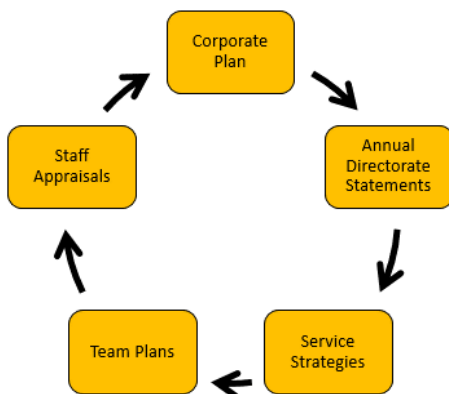 Corporate
Plan
Annual
Directorate
Statements
Service
Strategies
Team Plans
Staff
Appraisals